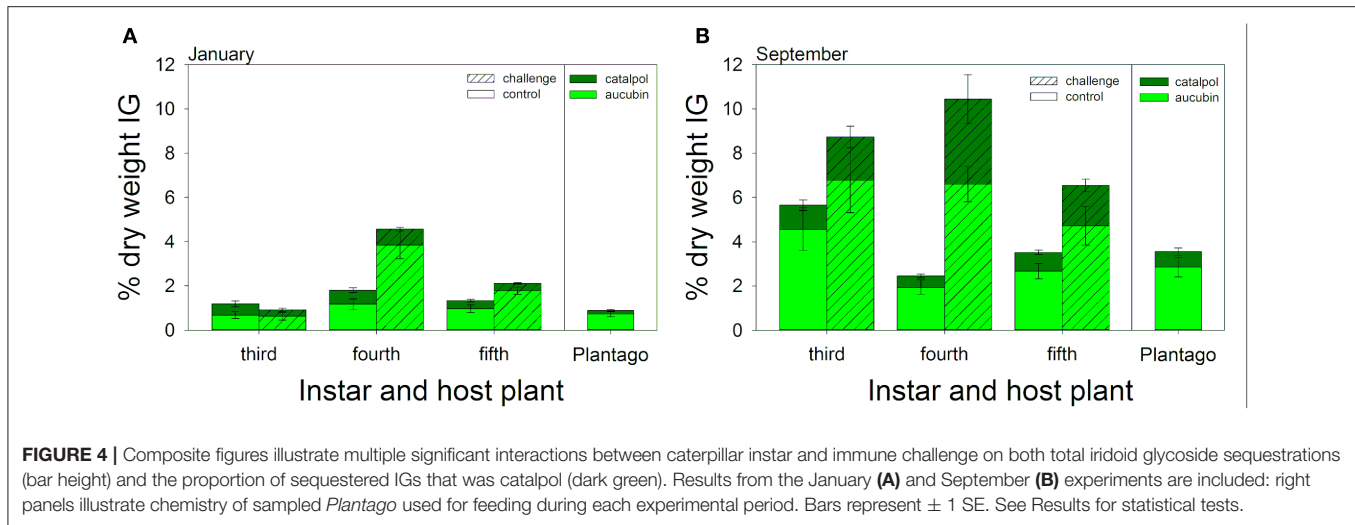 A
January
12
10
8
6
4
2
0
% dry weight IG
challenge
control
catpol
aucubin
third fourth fifth Plantago
Instar and host plant
B
September
12
10
8
6
4
2
0
% dry weight IG
challenge
control
catalpol
aucubin
third fourth fifth Plantago
Instar and host plant
FIGURE 4 | Composite figures illustrate multiple significant interactions between caterpillar instar and immune challenge on both total iridoid glycoside sequestrations
(bar height) and the proportion of sequestered IGs that was catalpol (dark green). Results from the January (A) and September (B) experiments are included: right
panels illustrate chemistry of sampled Plantago used for feeding during each experimental period. Bars represent ± 1 SE. See Results for statistical tests.